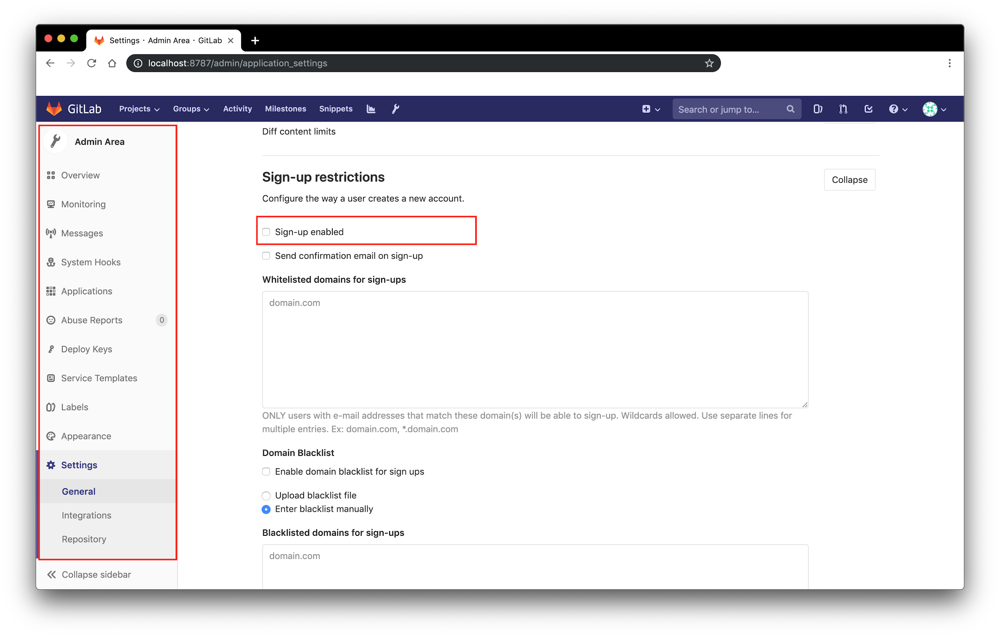 Settings · Admin Area · GitLab
localhost:8787/admin/application_settings
GitLab Projects Groups Activity Milestones Snippets Search or jump to...
Admin Area
Overview
Monitoring
Messages
System Hooks
Applications
Abuse Reports 0
Deploy Keys
Service Templates
Labels
Appearance
Settings
General
Integrations
Repository
Collapse sidebar
Diff content limits
Sign-up restrictions
Collapse
Configure the way a user creates a new account.
Sign-up enabled
Send confirmation email on sign-up
Whitelisted domains for sign-ups
domain.com
ONLY users with e-mail addresses that match these domain(s) will be able to sign-up. Wildcards allowed. Use separate lines for
multiple entries. Ex: domain.com, *.domain.com
Domain Blacklist
Enable domain blacklist for sign ups
Upload blacklist file
Enter blacklist manually
Blacklisted domains for sign-ups
domain.com